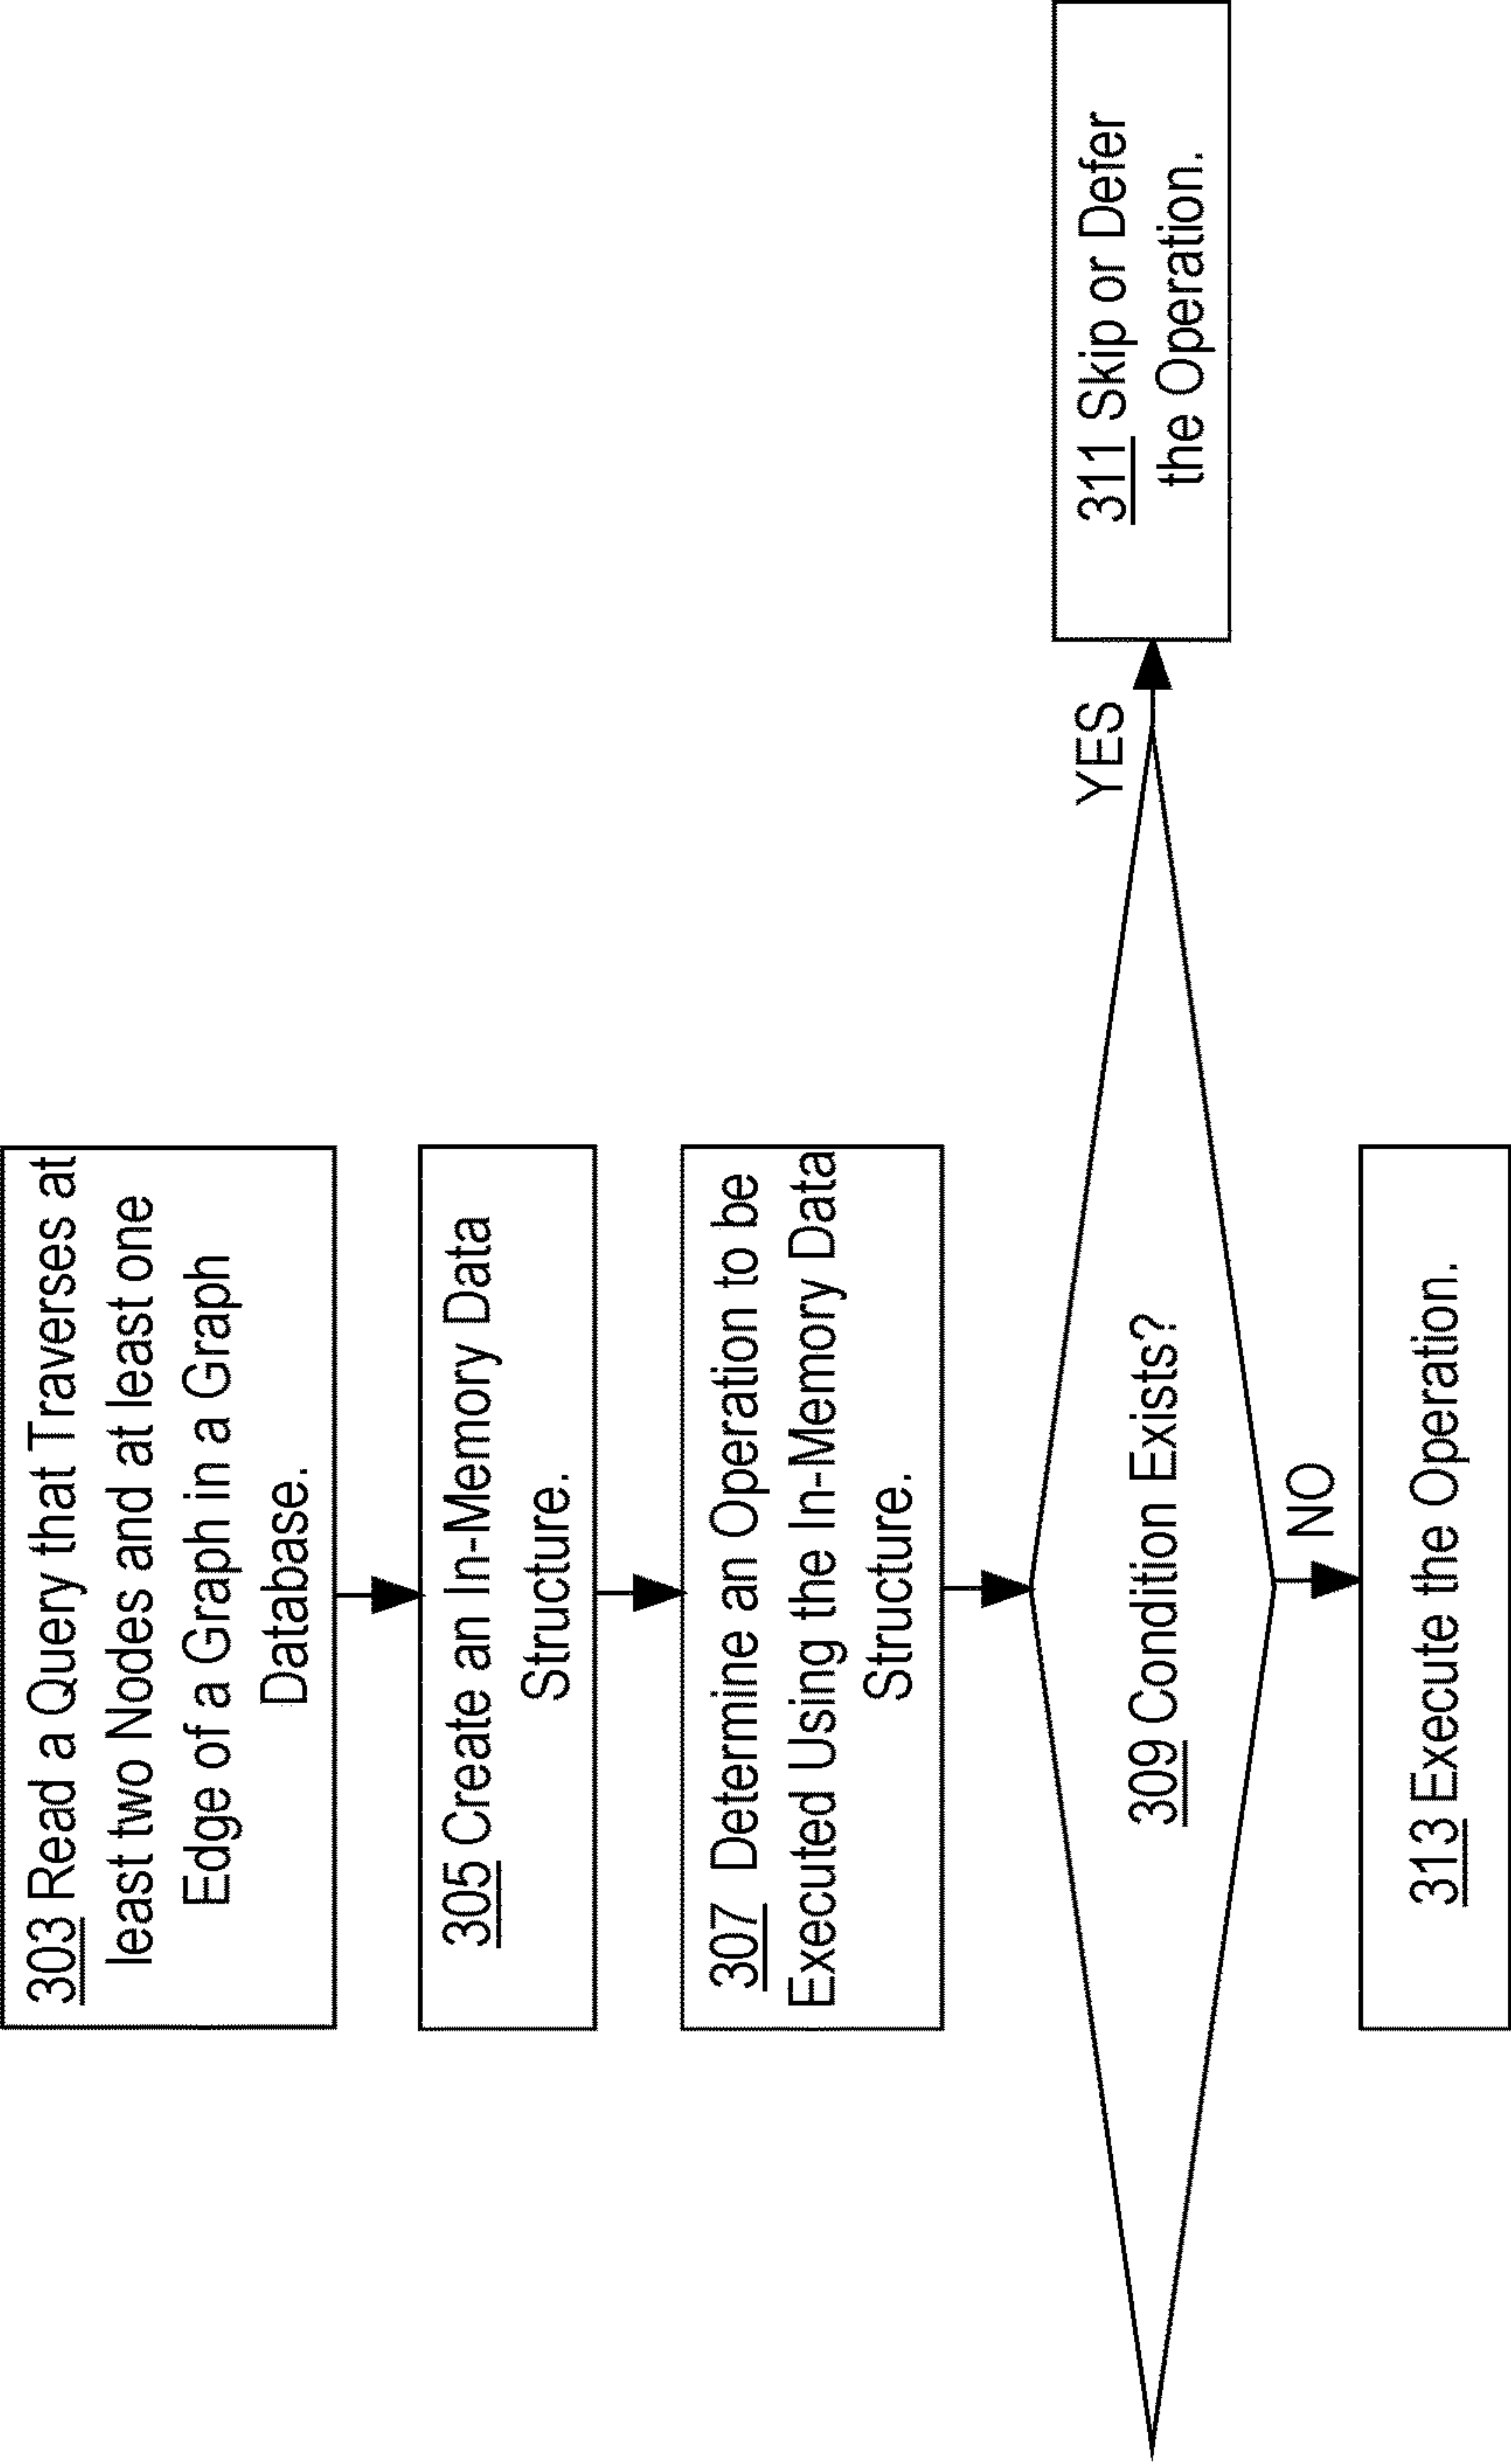 303 Read a Query that Traverses at
least two Nodes and at least one
Edge of a Graph in a Graph
Database.
305 Create an In-Memory Data
Structure.
307 Determine an Operation to be
Executed Using the In-Memory Data
Structure.
309 Condition Exists?
YES
311 Skip or Defer
the Operation.
NO
313 Execute the Operation.